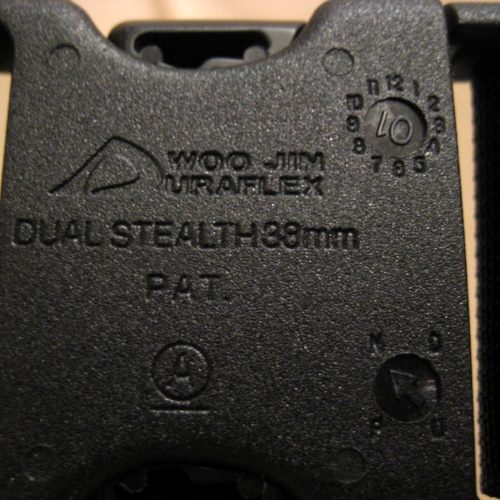 WOO JIN
URAFLEX
DUAL STEALTH 38mm
PAT.
10
12 1 2 3 4 5 6 7 8 9 10 11